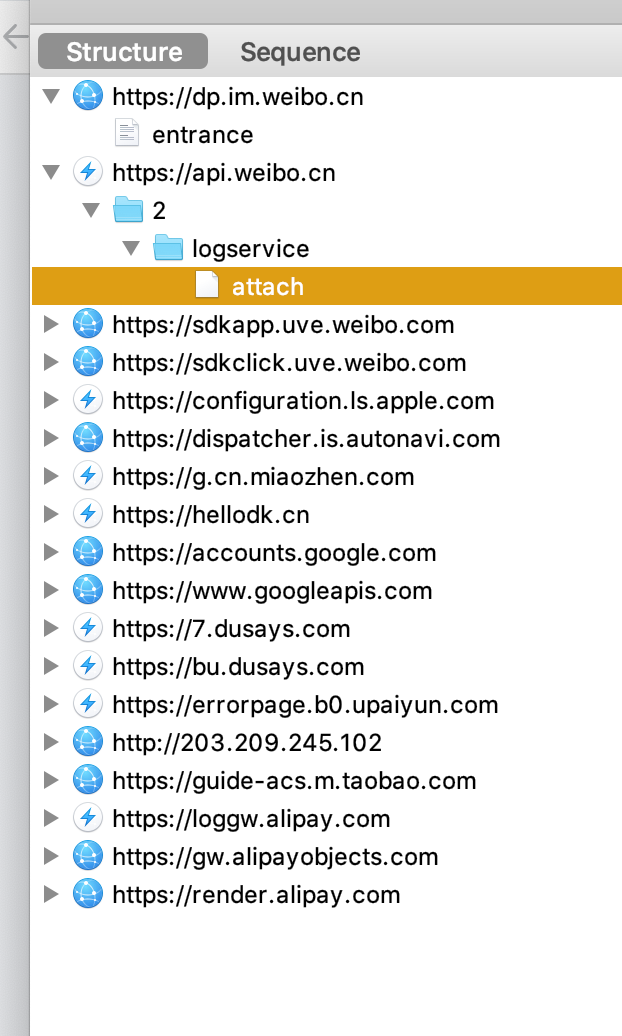 Structure Sequence
https://dp.im.weibo.cn
entrance
https://api.weibo.cn
2
logservice
attach
https://sdkapp.uve.weibo.com
https://sdkclick.uve.weibo.com
https://configuration.ls.apple.com
https://dispatcher.is.autonavi.com
https://g.cn.miaozhen.com
https://hellodk.cn
https://accounts.google.com
https://www.googleapis.com
https://7.dusays.com
https://bu.dusays.com
https://errorpage.b0.upaiyun.com
http://203.209.245.102
https://guide-acs.m.taobao.com
https://loggw.alipay.com
https://gw.alipayobjects.com
https://render.alipay.com